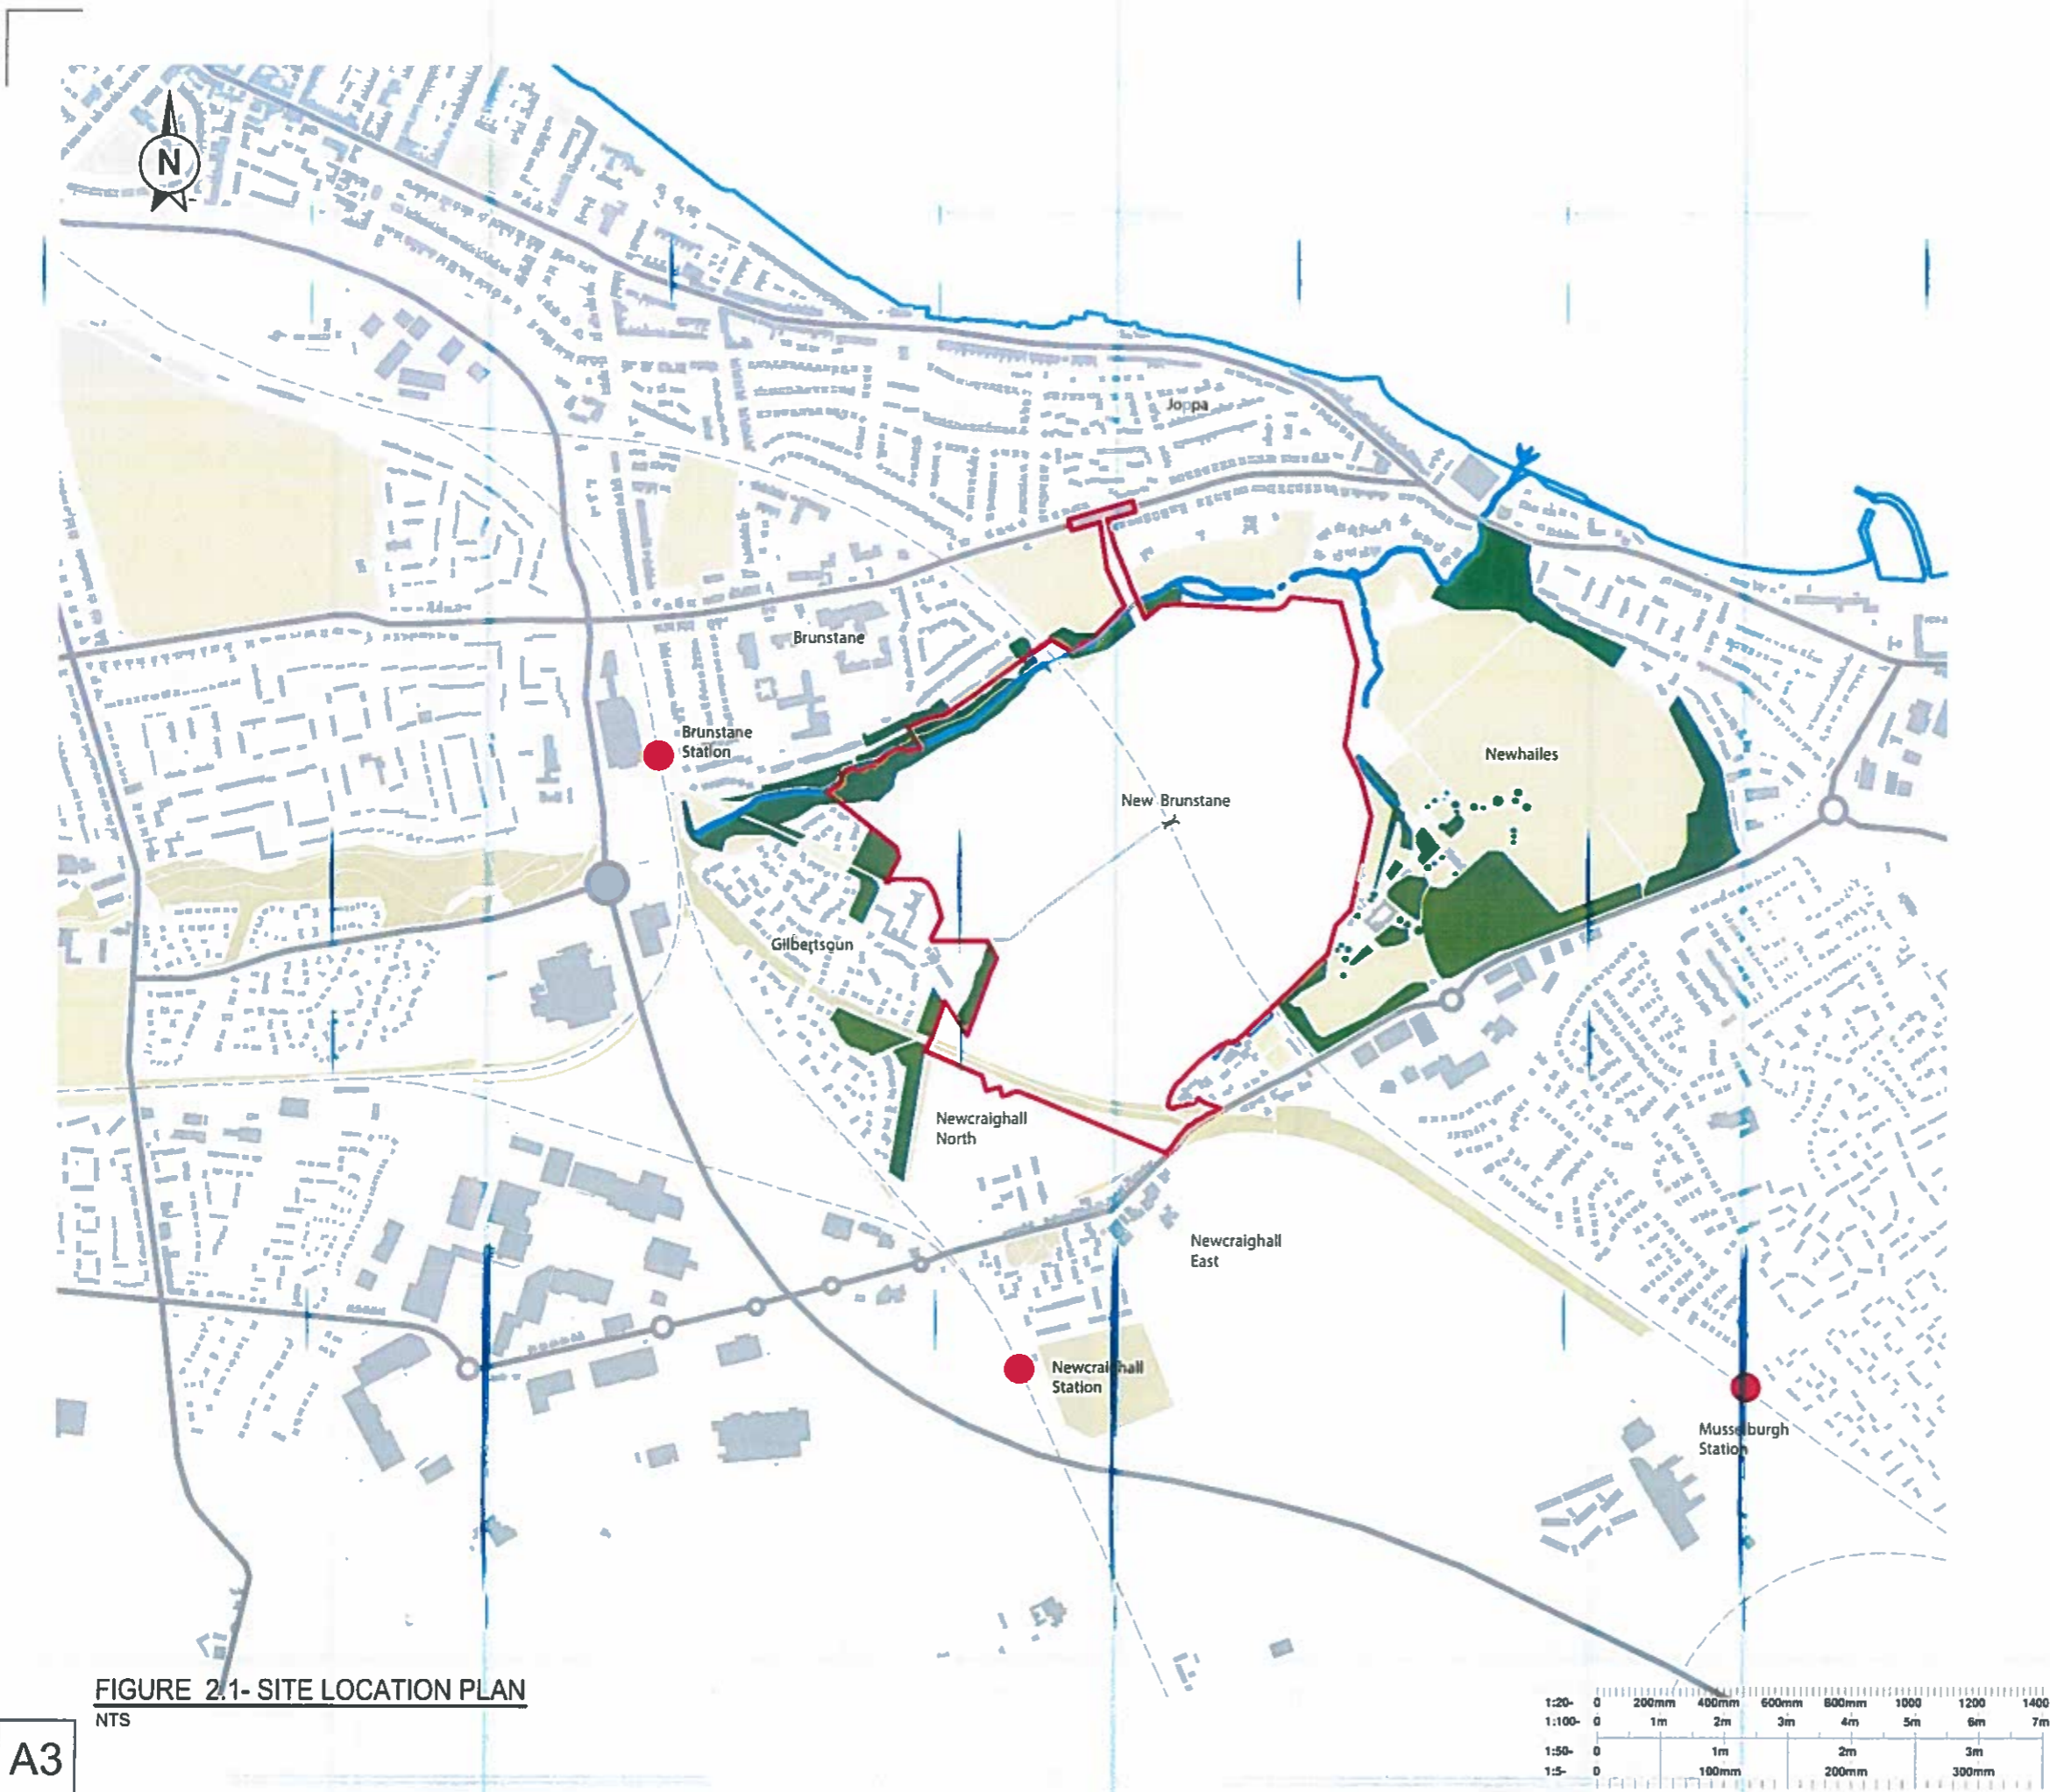 N
Joppa
Brunstane
Brunstane
Station
Newhailes
New Brunstane
Gilbertsoun
Newcraighall
North
Newcraighall
East
Newcraighall
Station
Musselburgh
Station
FIGURE 2.1- SITE LOCATION PLAN
NTS
A3
1:20- 0 200mm 400mm 600mm 800mm 1000 1200 1400
1:100- 0 1m 2m 3m 4m 5m 6m 7m
1:50- 0 1m 2m 3m
1:5- 0 100mm 200mm 300mm